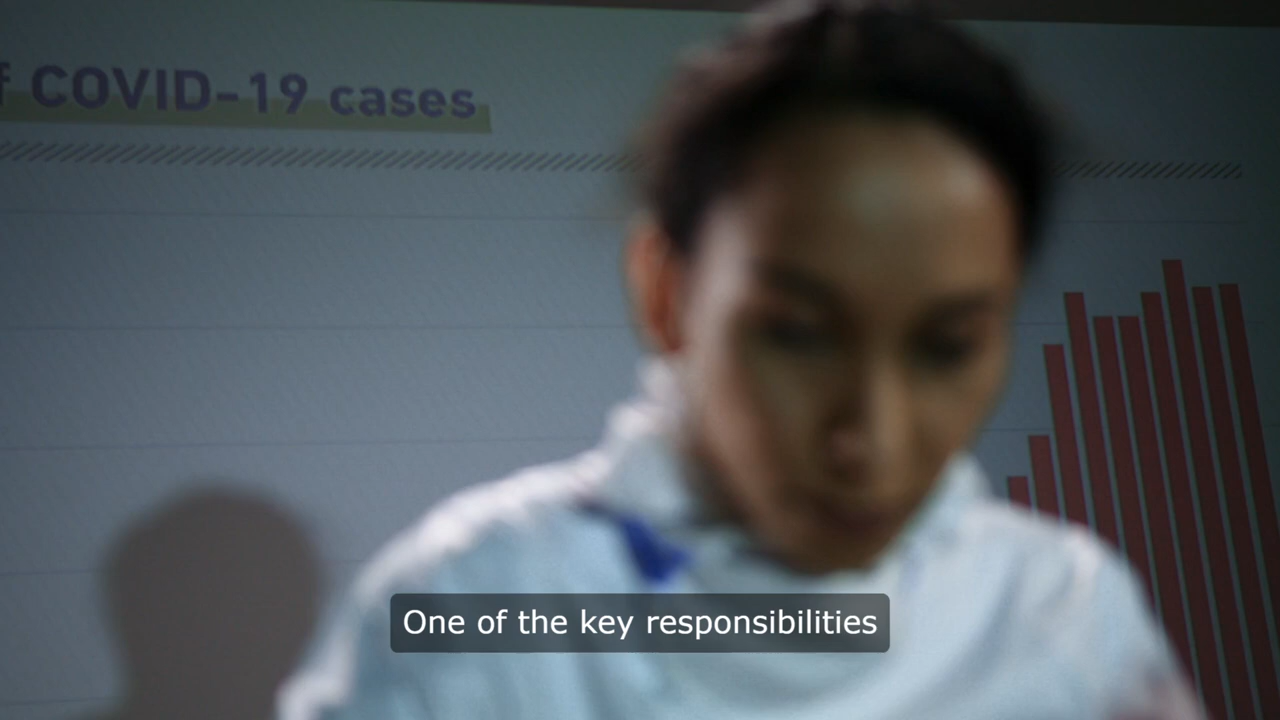 f COVID-19 cases
One of the key responsibilities